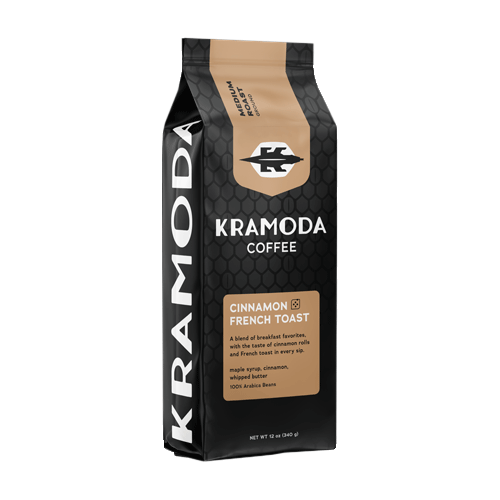 MEDIUM
ROAST
GROUND
KRAMODA
KRAMODA
COFFEE
CINNAMON
FRENCH TOAST
A blend of breakfast favorites,
with the taste of cinnamon rolls
and French toast in every sip.
maple syrup, cinnamon,
whipped butter
100% Arabica Beans
NET WT 12 oz (340 g)